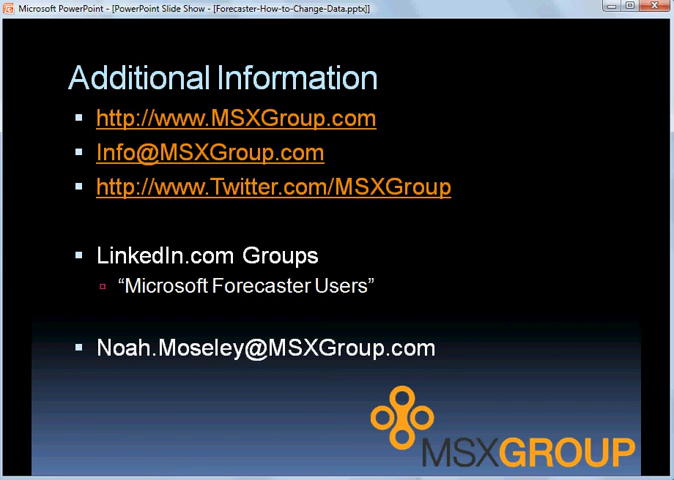 Microsoft PowerPoint - [PowerPoint Slide Show - [Forecaster-How-to-Change-Data.pptx]]
Additional Information
http://www.MSXGroup.com
Info@MSXGroup.com
http://www.Twitter.com/MSXGroup
LinkedIn.com Groups
“Microsoft Forecaster Users”
Noah.Moseley@MSXGroup.com
MSXGROUP